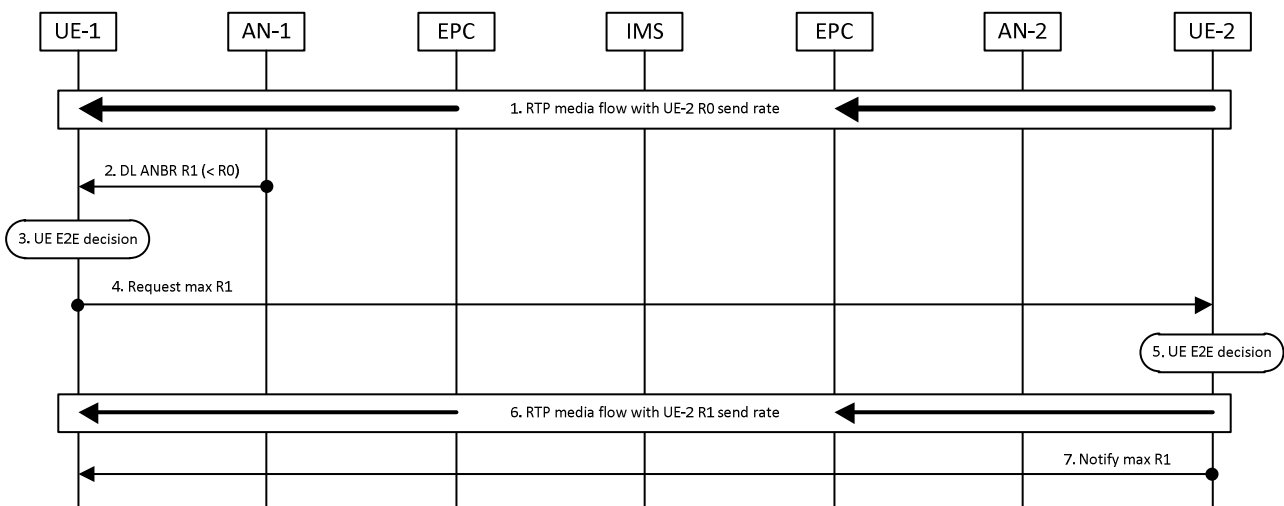 UE-1
AN-1
EPC
IMS
EPC
AN-2
UE-2
1. RTP media flow with UE-2 R0 send rate
2. DL ANBR R1 (< R0)
3. UE E2E decision
4. Request max R1
5. UE E2E decision
6. RTP media flow with UE-2 R1 send rate
7. Notify max R1